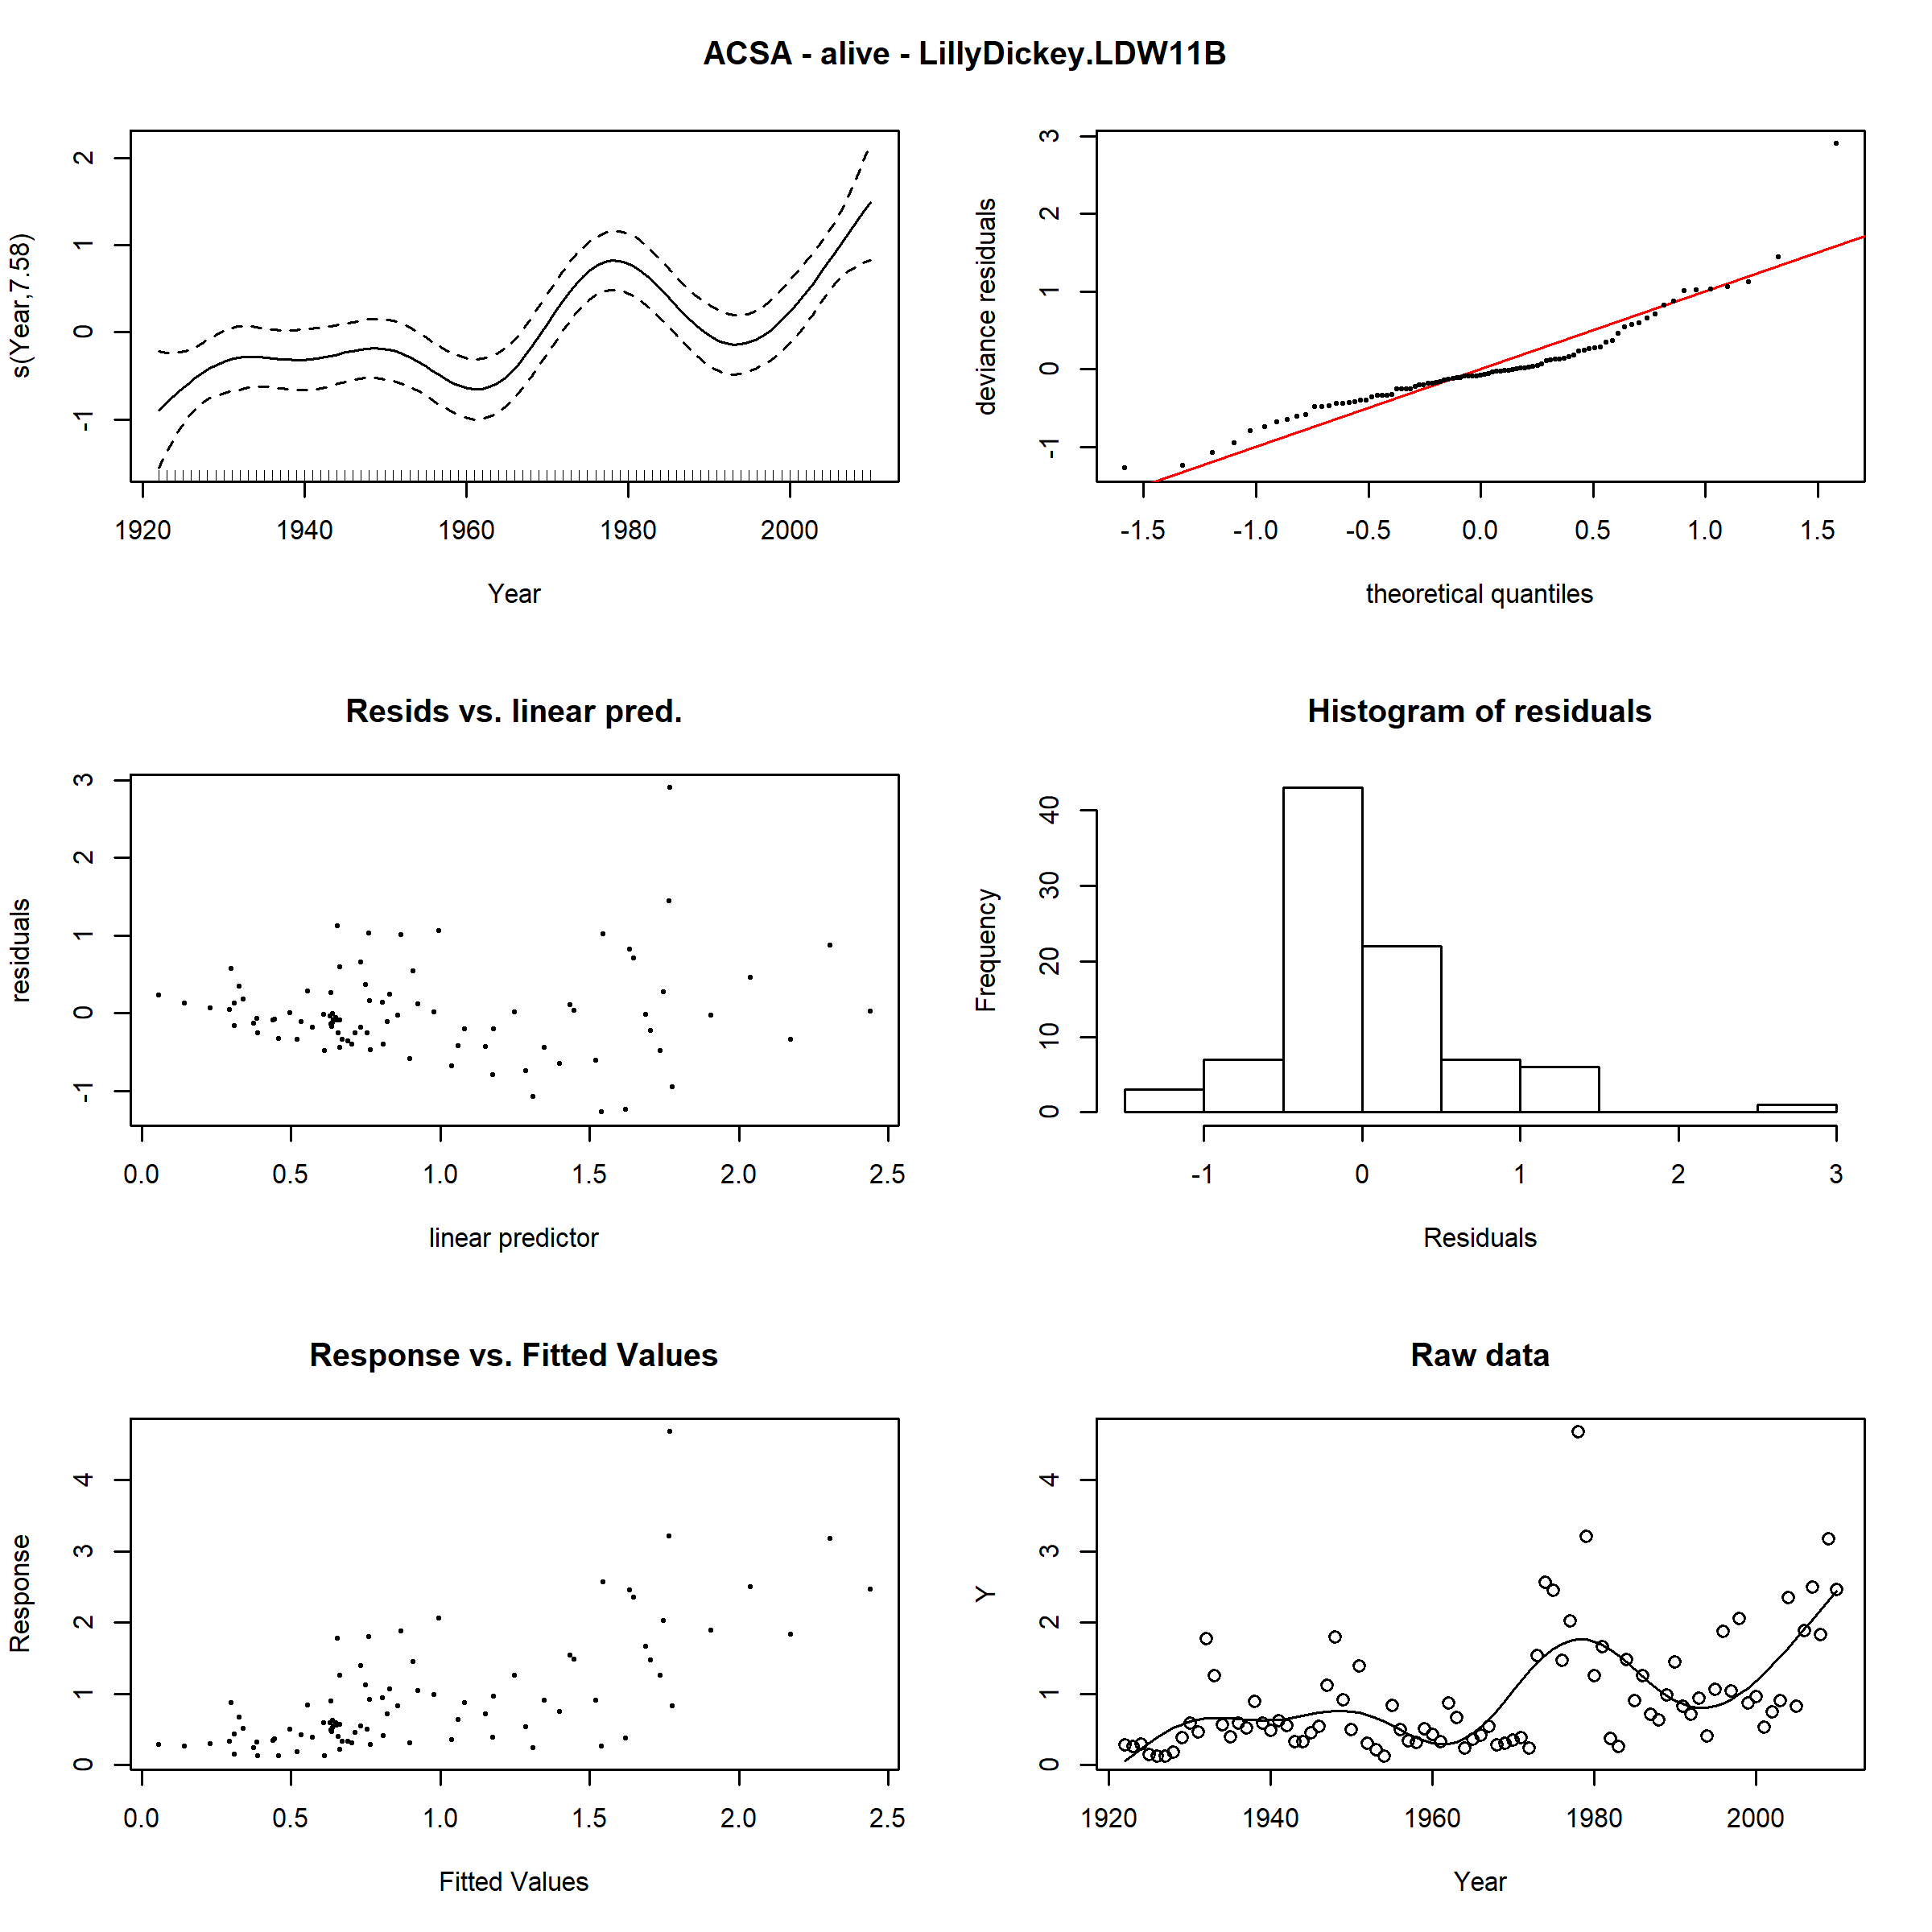 ACSA - alive - LillyDickey.LDW11B
s(Year,7.58)
2
1
0
-1
1920 1940 1960 1980 2000
Year
deviance residuals
3
2
1
0
-1
-1.5 -1.0 -0.5 0.0 0.5 1.0 1.5
theoretical quantiles
Resids vs. linear pred.
residuals
3
2
1
0
-1
0.0 0.5 1.0 1.5 2.0 2.5
linear predictor
Histogram of residuals
Frequency
40
30
20
10
0
-1 0 1 2 3
Residuals
Response vs. Fitted Values
Response
4
3
2
1
0
0.0 0.5 1.0 1.5 2.0 2.5
Fitted Values
Raw data
Y
4
3
2
1
0
1920 1940 1960 1980 2000
Year